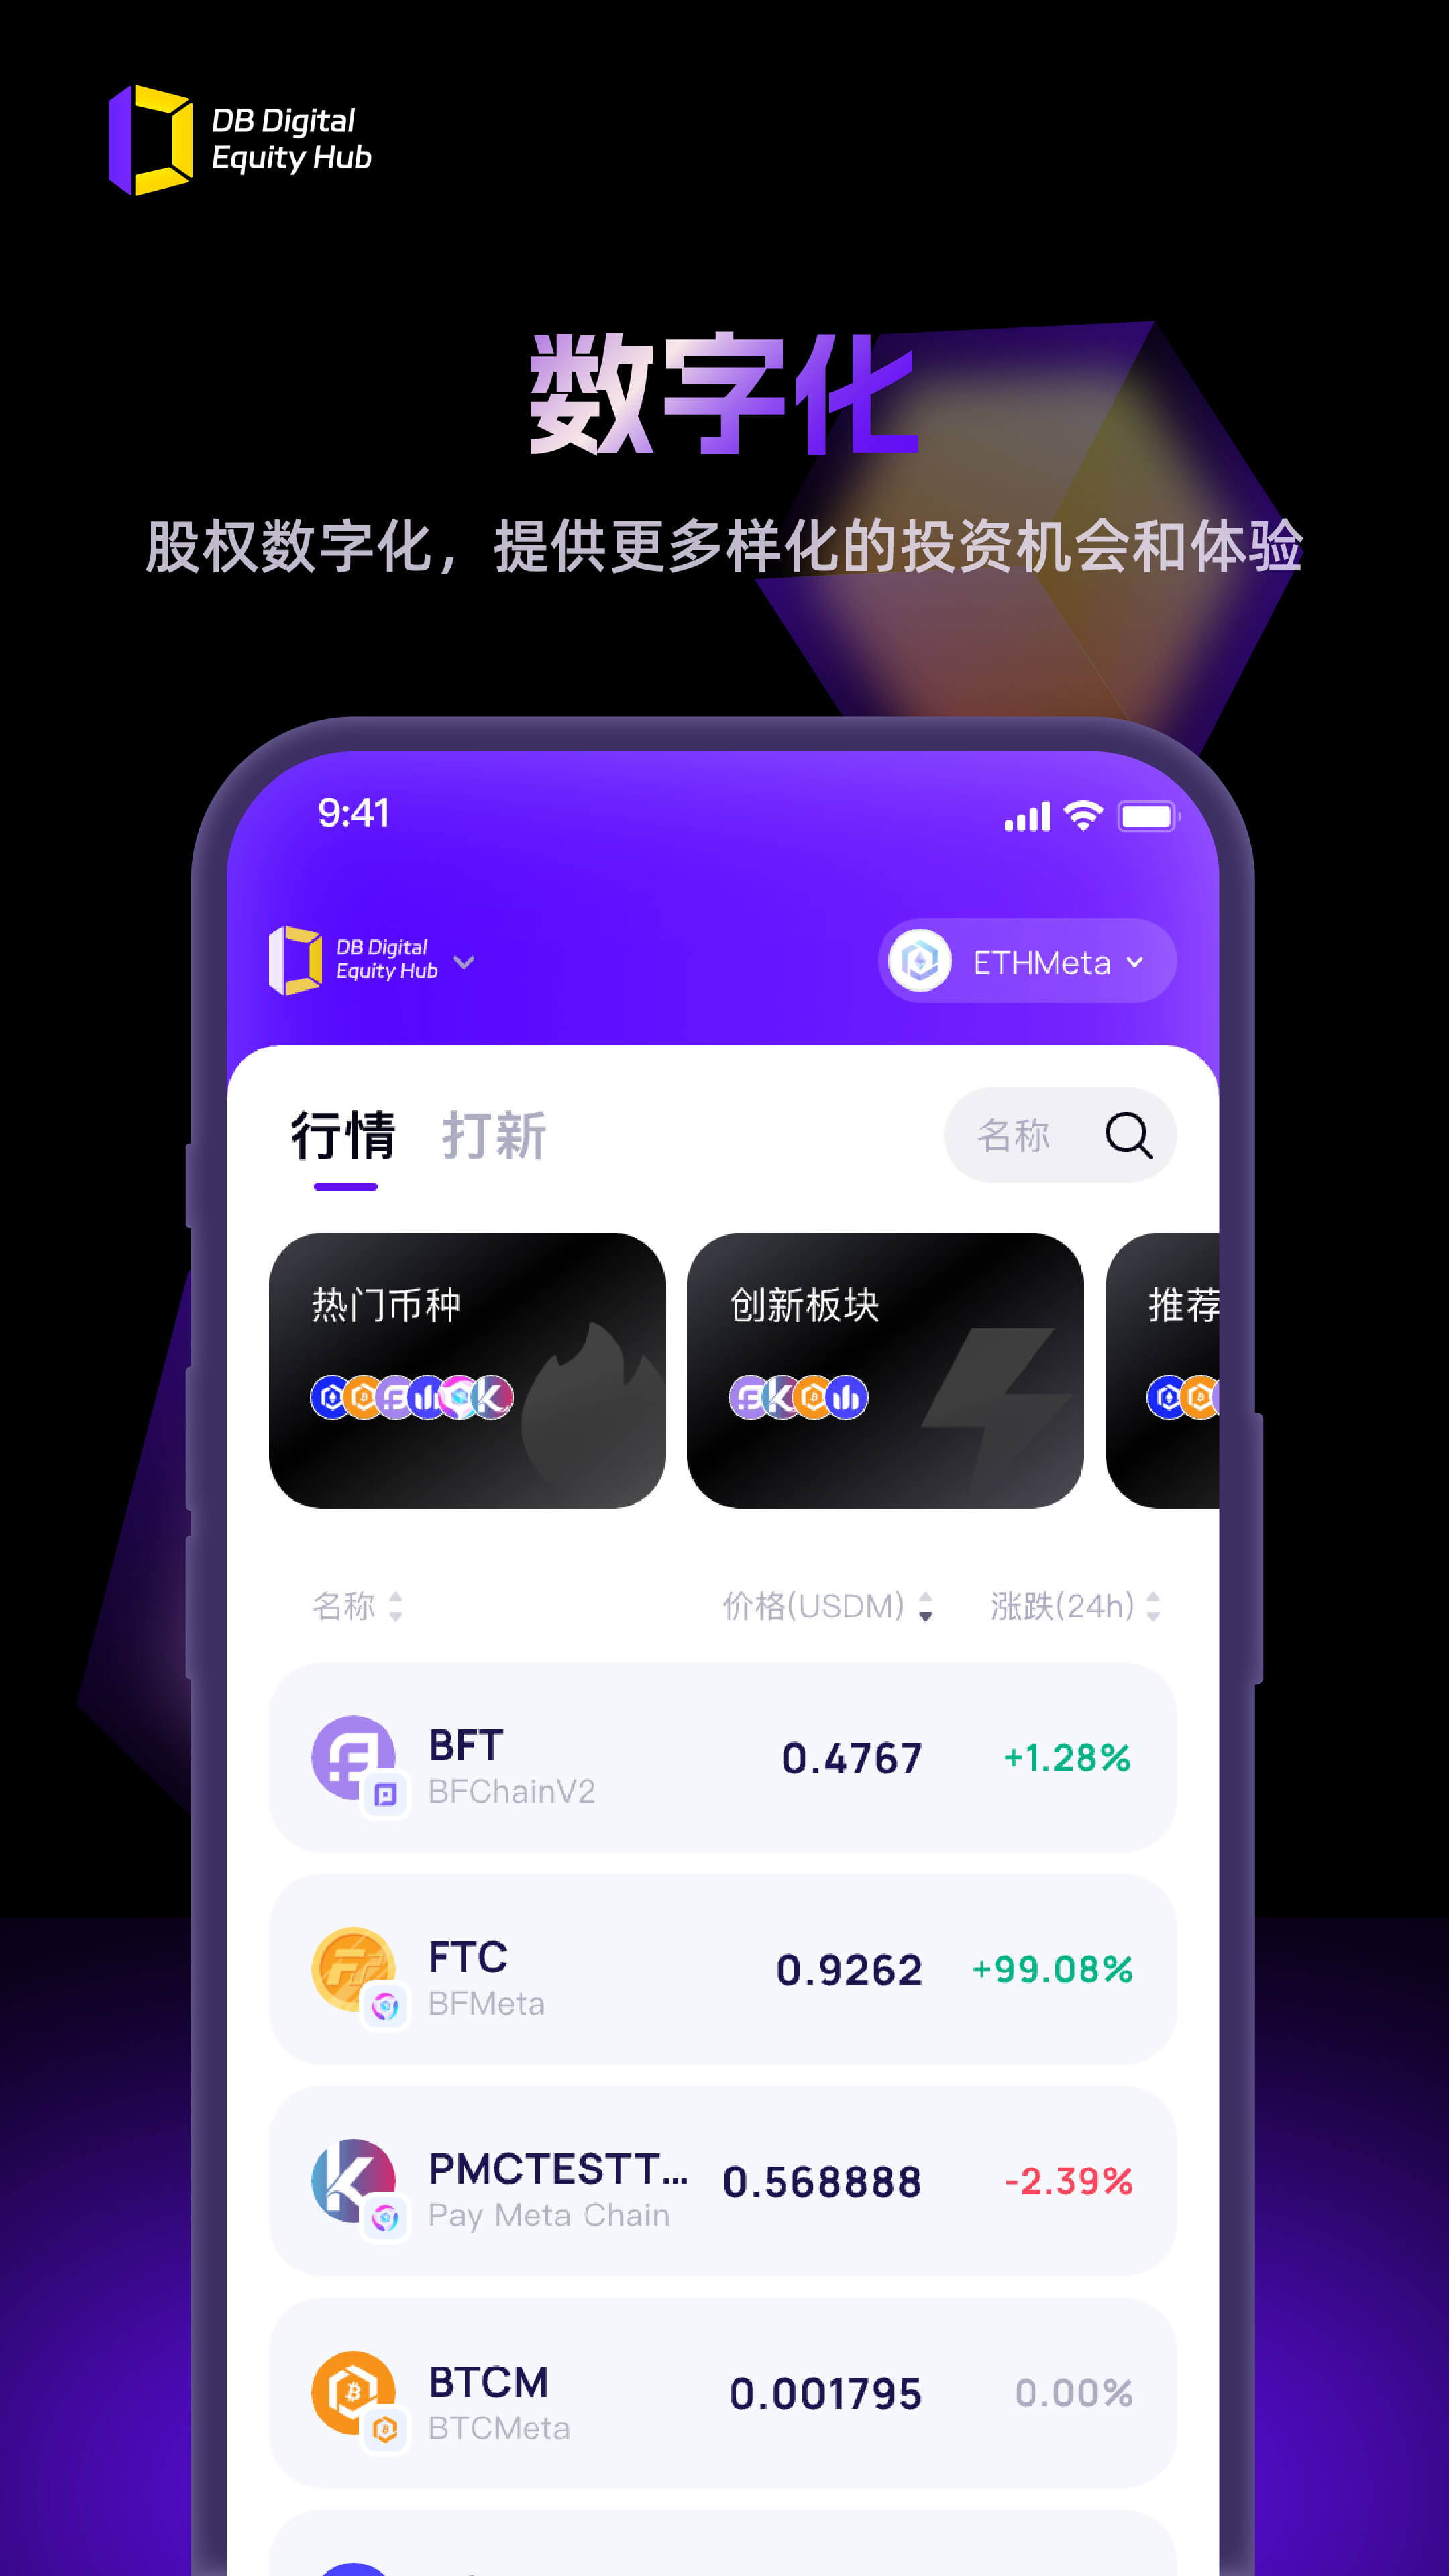 DB Digital
Equity Hub
数字化
股权数字化，提供更多样化的投资机会和体验
9:41
DB Digital
Equity Hub
ETHMeta
行情 打新 名称
热门币种 创新板块 推荐
名称 价格(USDM) 涨跌(24h)
BFT
BFChainV2
0.4767 +1.28%
FTC
BFMeta
0.9262 +99.08%
PMCTESTT...
Pay Meta Chain
0.568888 -2.39%
BTCM
BTCMeta
0.001795 0.00%